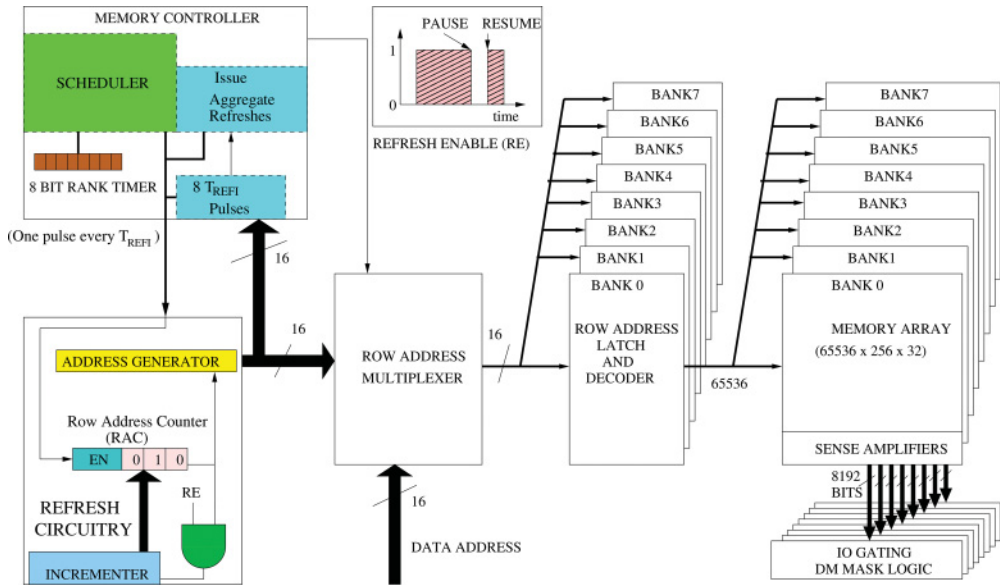 MEMORY CONTROLLER
SCHEDULER
Issue
Aggregate
Refreshes
8 BIT RANK TIMER
8 T_REFI
Pulses
(One pulse every T_REFI )
16
PAUSE
RESUME
1
0
time
REFRESH ENABLE (RE)
ADDRESS GENERATOR
Row Address Counter
(RAC)
EN
0
1
0
RE
REFRESH
CIRCUITRY
INCREMENTER
16
ROW ADDRESS
MULTIPLEXER
16
DATA ADDRESS
16
BANK7
BANK6
BANK5
BANK4
BANK3
BANK2
BANK1
BANK 0
ROW ADDRESS
LATCH
AND
DECODER
65536
BANK7
BANK6
BANK5
BANK4
BANK3
BANK2
BANK1
BANK 0
MEMORY ARRAY
(65536 x 256 x 32)
SENSE AMPLIFIERS
8192
BITS
IO GATING
DM MASK LOGIC